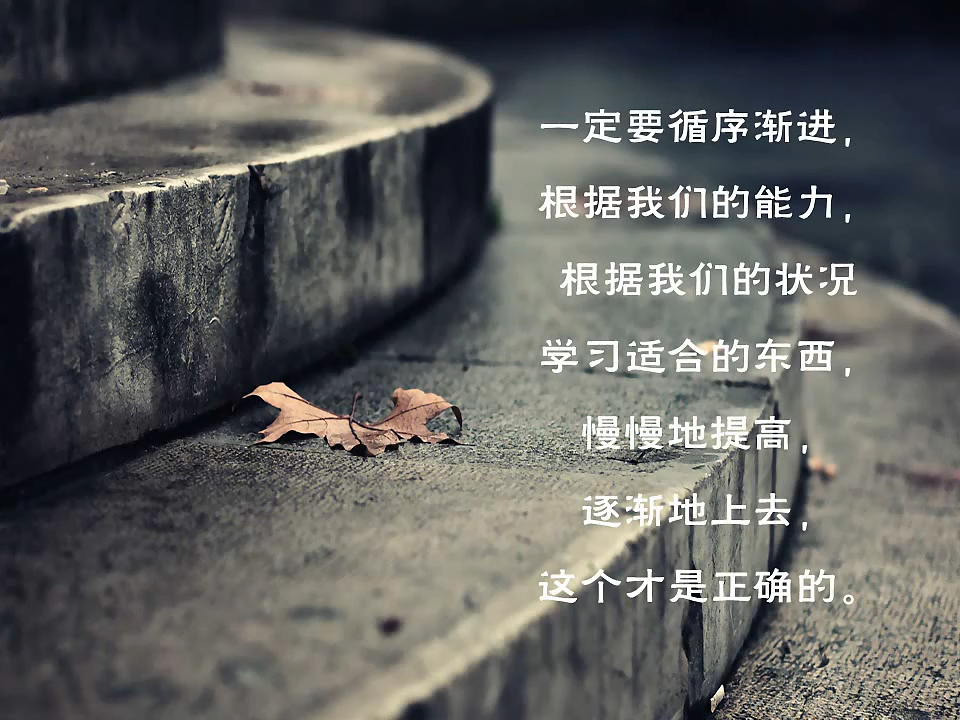 一定要循序渐进，
根据我们的能力，
根据我们的状况
学习适合的东西，
慢慢地提高，
逐渐地上去，
这个才是正确的。